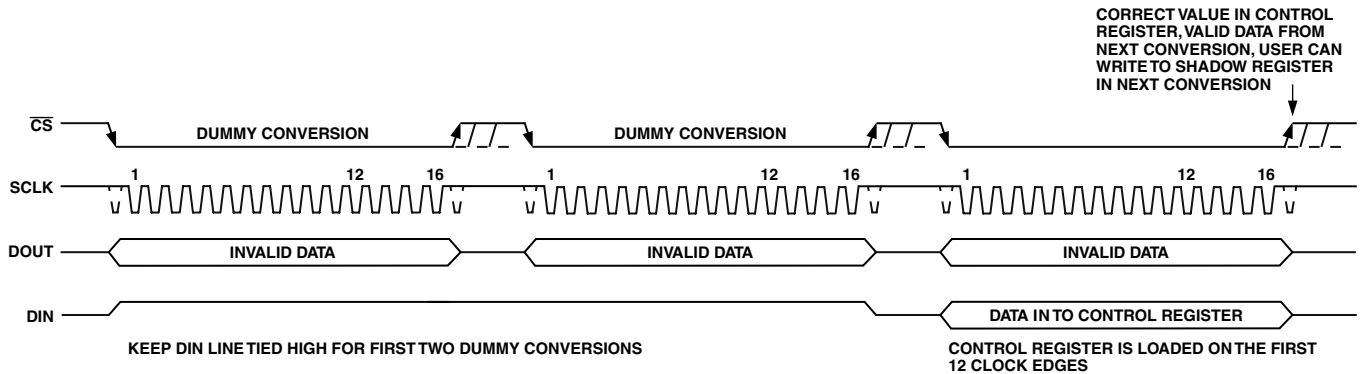 CORRECT VALUE IN CONTROL
REGISTER, VALID DATA FROM
NEXT CONVERSION, USER CAN
WRITE TO SHADOW REGISTER
IN NEXT CONVERSION
CS
DUMMY CONVERSION
DUMMY CONVERSION
SCLK
1 12 16
1 12 16
1 12 16
DOUT
INVALID DATA
INVALID DATA
INVALID DATA
DIN
DATA IN TO CONTROL REGISTER
KEEP DIN LINE TIED HIGH FOR FIRST TWO DUMMY CONVERSIONS
CONTROL REGISTER IS LOADED ON THE FIRST
12 CLOCK EDGES